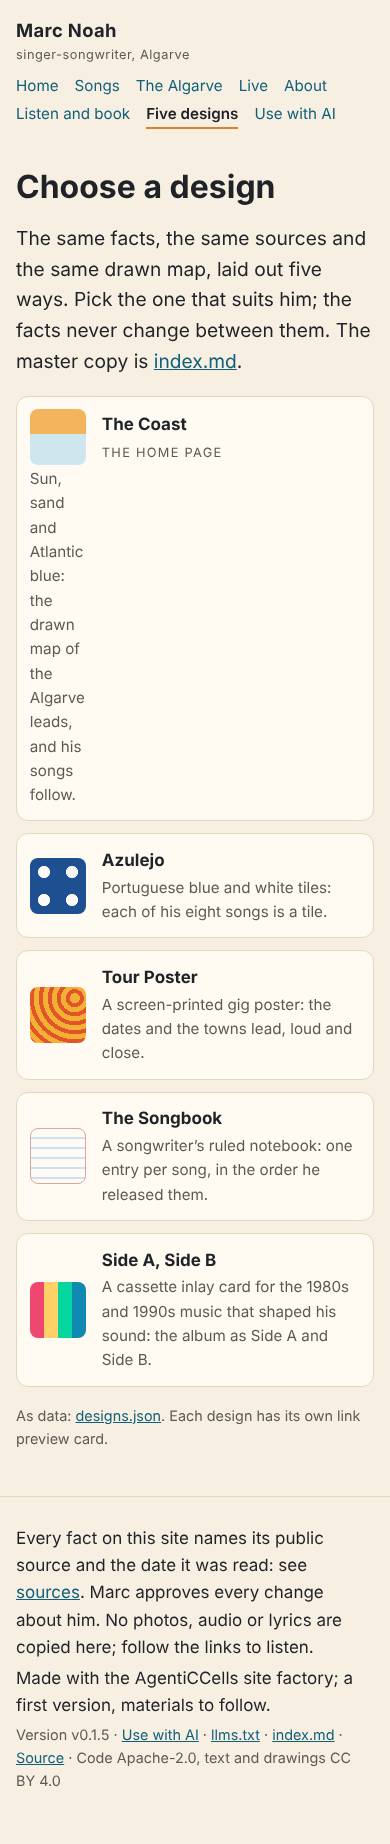 Marc Noah
singer-songwriter, Algarve
Home Songs The Algarve Live About
Listen and book Five designs Use with AI
Choose a design
The same facts, the same sources and
the same drawn map, laid out five
ways. Pick the one that suits him; the
facts never change between them. The
master copy is index.md.
The Coast
THE HOME PAGE
Sun,
sand
and
Atlantic
blue:
the
drawn
map of
the
Algarve
leads,
and his
songs
follow.
Azulejo
Portuguese blue and white tiles:
each of his eight songs is a tile.
Tour Poster
A screen-printed gig poster: the
dates and the towns lead, loud and
close.
The Songbook
A songwriter’s ruled notebook: one
entry per song, in the order he
released them.
Side A, Side B
A cassette inlay card for the 1980s
and 1990s music that shaped his
sound: the album as Side A and
Side B.
As data: designs.json. Each design has its own link
preview card.
Every fact on this site names its public
source and the date it was read: see
sources. Marc approves every change
about him. No photos, audio or lyrics are
copied here; follow the links to listen.
Made with the AgentiCCells site factory; a
first version, materials to follow.
Version v0.1.5 · Use with AI · llms.txt · index.md ·
Source · Code Apache-2.0, text and drawings CC
BY 4.0